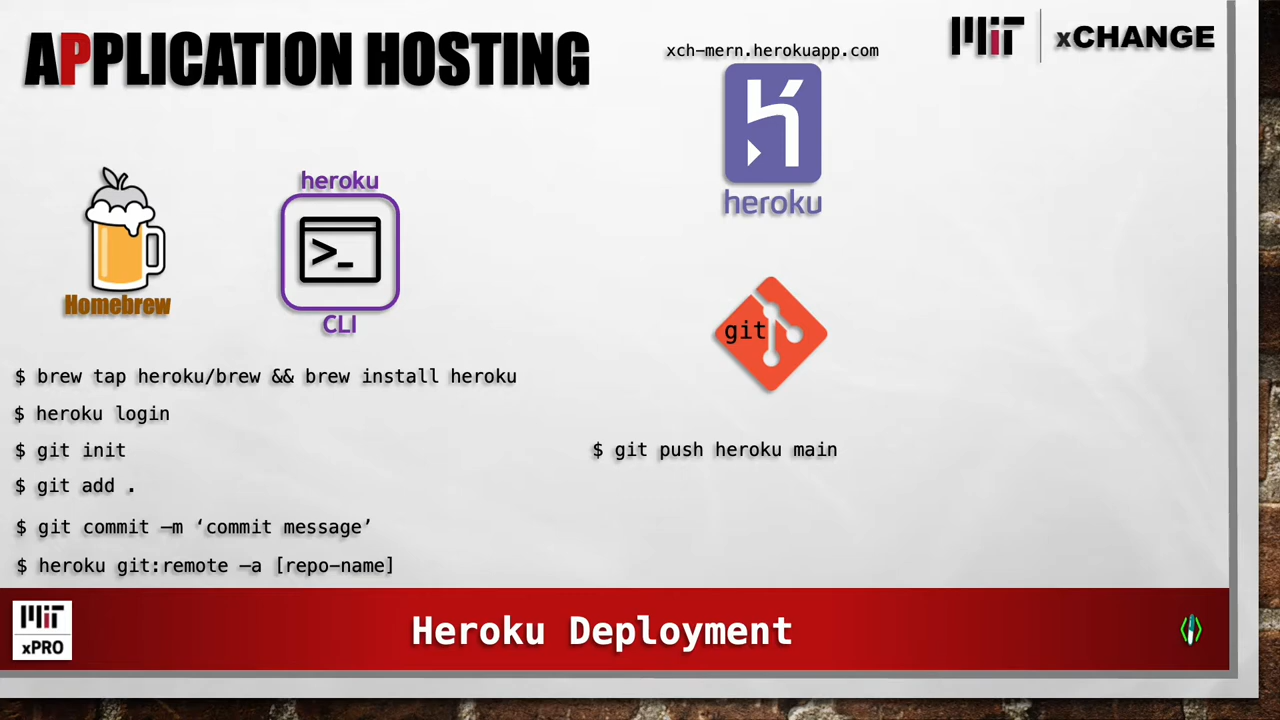 APPLICATION HOSTING
xch-mern.herokuapp.com
MIT
xCHANGE
heroku
heroku
Homebrew
CLI
git
$ brew tap heroku/brew && brew install heroku
$ heroku login
$ git init
$ git push heroku main
$ git add .
$ git commit –m ‘commit message’
$ heroku git:remote –a [repo-name]
MIT
xPRO
Heroku Deployment